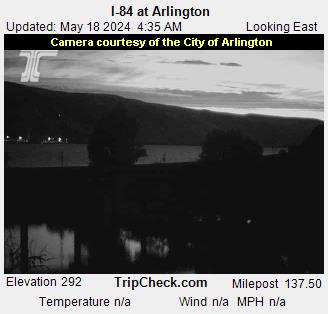 I-84 at Arlington
Updated: May 18 2024 4:35 AM Looking East
Camera courtesy of the City of Arlington
Elevation 292 TripCheck.com Milepost 137.50
Temperature n/a Wind n/a MPH n/a